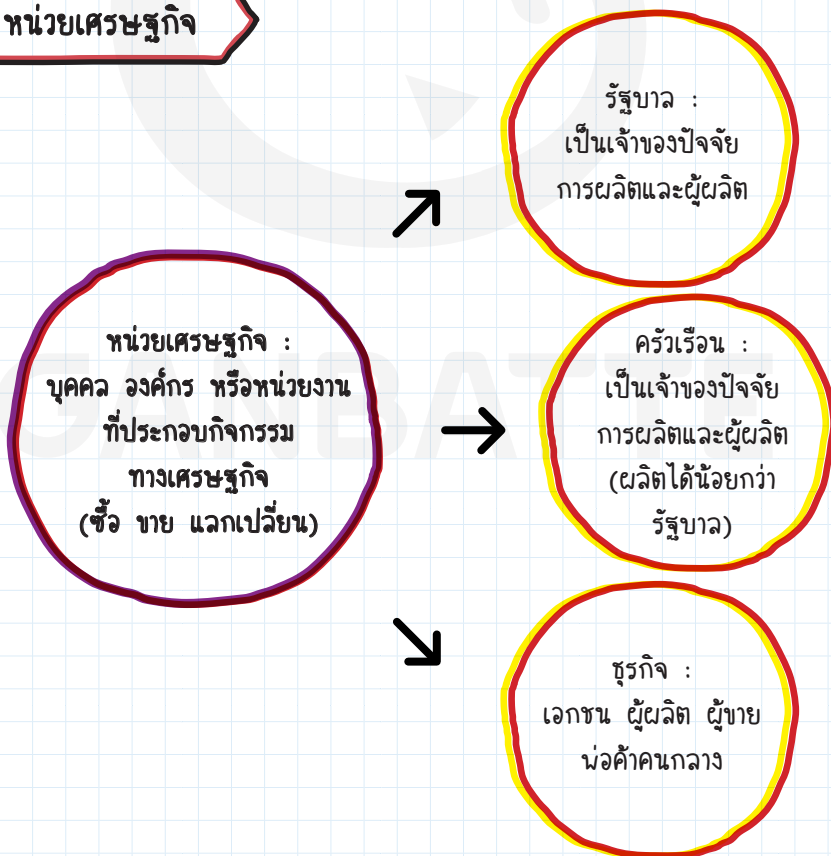 หน่วยเศรษฐกิจ
รัฐบาล :
เป็นเจ้าของปัจจัย
การผลิตและผู้ผลิต
หน่วยเศรษฐกิจ :
บุคคล องค์กร หรือหน่วยงาน
ที่ประกอบกิจกรรม
ทางเศรษฐกิจ
(ซื้อ ขาย แลกเปลี่ยน)
ครัวเรือน :
เป็นเจ้าของปัจจัย
การผลิตและผู้ผลิต
(ผลิตได้น้อยกว่า
รัฐบาล)
ธุรกิจ :
เอกชน ผู้ผลิต ผู้ขาย
พ่อค้าคนกลาง
GANBATTE